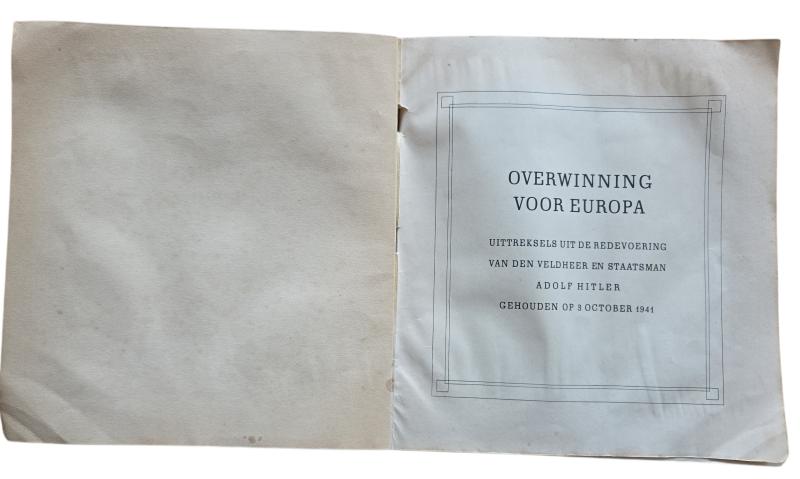 OVERWINNING
VOOR EUROPA
UITTREKSELS UIT DE REDEVOERING
VAN DEN VELDHEER EN STAATSMAN
ADOLF HITLER
GEHOUDEN OP 3 OCTOBER 1941